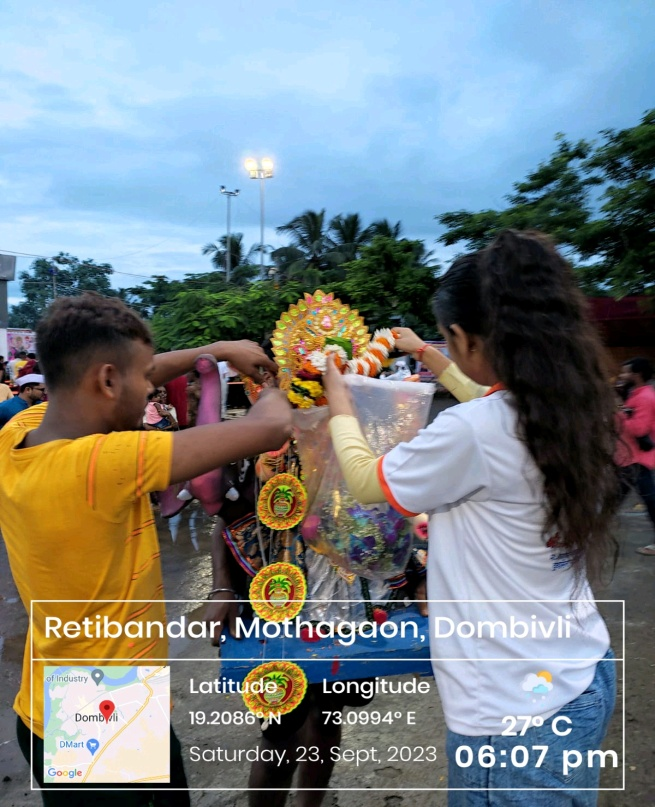 Retibandar, Mothagaon, Dombivli
of Industry
Dombivli
DMart
Google
Latitude Longitude
19.2086° N 73.0994° E
Saturday, 23, Sept, 2023
27° C
06:07 pm